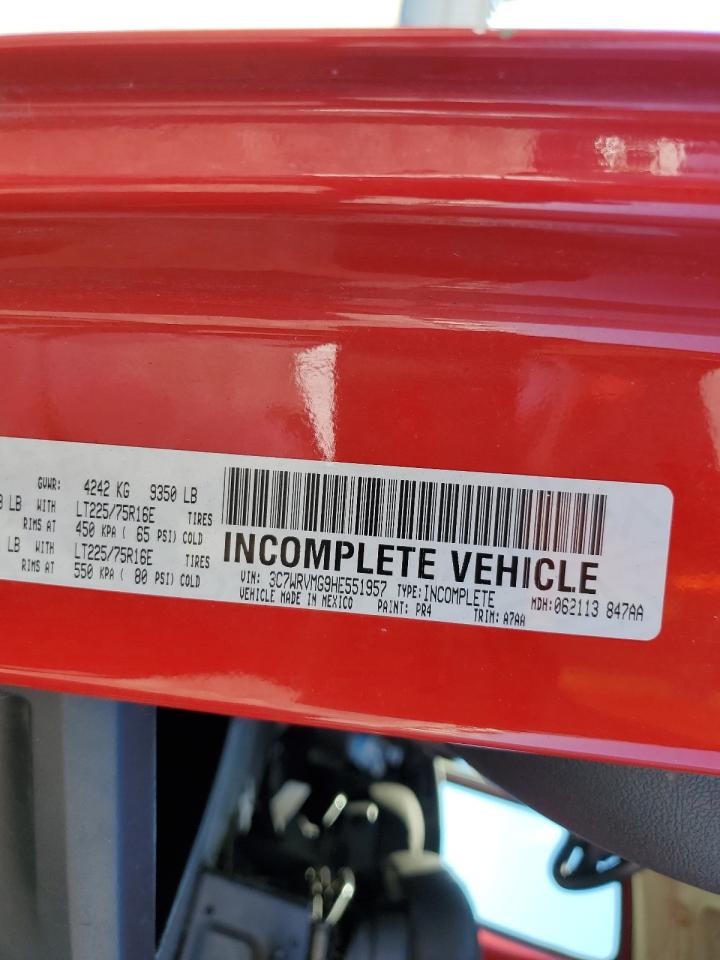 GVWR: 4242 KG 9350 LB
LB WITH LT225/75R16E TIRES
RIMS AT 450 KPA ( 65 PSI) COLD
LB WITH LT225/75R16E TIRES
RIMS AT 550 KPA ( 80 PSI) COLD
INCOMPLETE VEHICLE
VIN: 3C7WRVMG9HE551957 TYPE: INCOMPLETE
VEHICLE MADE IN MEXICO PAINT: PR4 TRIM: A7AA MDH: 062113 847AA